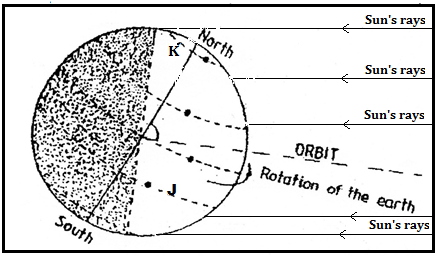 Sun's rays
K
North
Sun's rays
Sun's rays
ORBIT
Rotation of the earth
J
South
Sun's rays